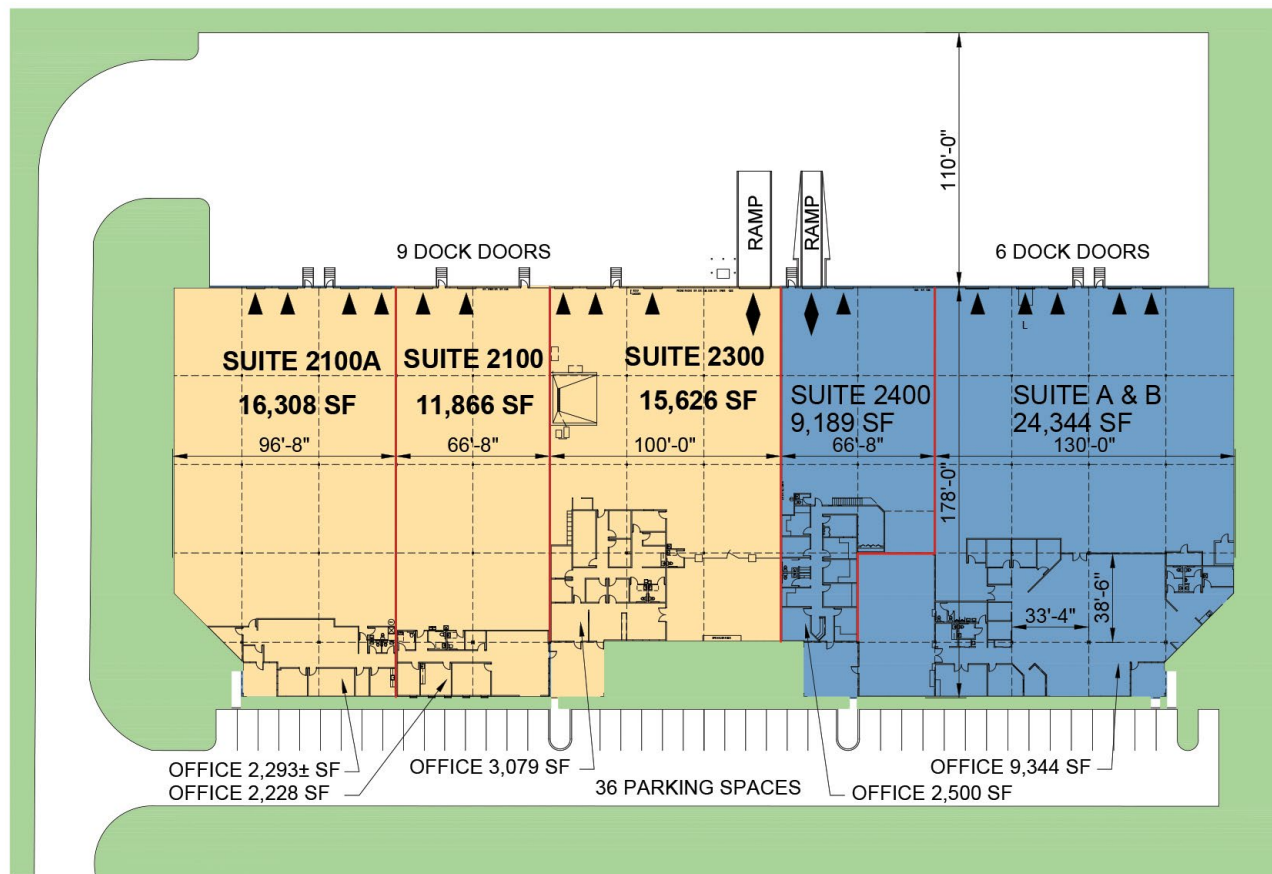 110'-0"
RAMP
RAMP
9 DOCK DOORS
6 DOCK DOORS
L
SUITE 2100A
16,308 SF
96'-8"
SUITE 2100
11,866 SF
66'-8"
SUITE 2300
15,626 SF
100'-0"
SUITE 2400
9,189 SF
66'-8"
SUITE A & B
24,344 SF
130'-0"
178'-0"
38'-6"
33'-4"
OFFICE 2,293± SF
OFFICE 2,228 SF
OFFICE 3,079 SF
36 PARKING SPACES
OFFICE 2,500 SF
OFFICE 9,344 SF